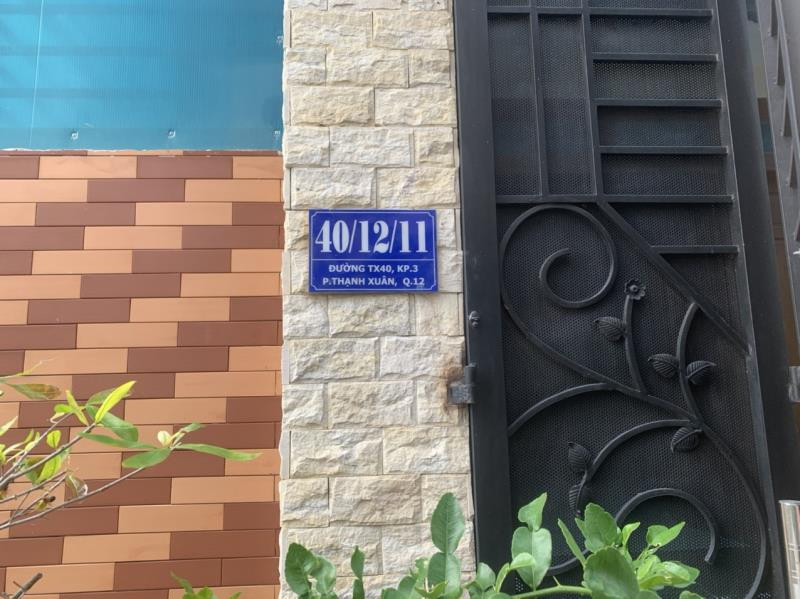 40/12/11
ĐƯỜNG TX40, KP.3
P.THẠNH XUÂN, Q.12